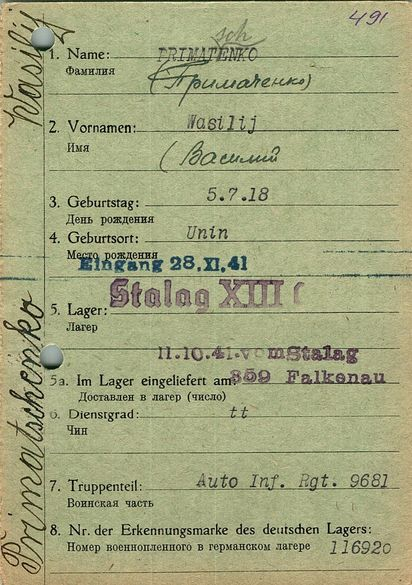 491
sch
1. Name: PRIMATENKO
Фамилия
(Примаченко)
2. Vornamen: Wasilij
Имя
(Василий
3. Geburtstag: 5.7.18
День рождения
4. Geburtsort: Unin
Место рождения
Eingang 28.XI.41
Stalag XIII C
5. Lager:
Лагер
11.10.41 vom Stalag
5a. Im Lager eingeliefert am: 359 Falkenau
Доставлен в лагер (число)
6. Dienstgrad: tt
Чин
7. Truppenteil: Auto Inf. Rgt. 9681
Воинская часть
8. Nr. der Erkennungsmarke des deutschen Lagers:
Номер военнопленного в германском лагере 116920
Primatschenko Wasilij